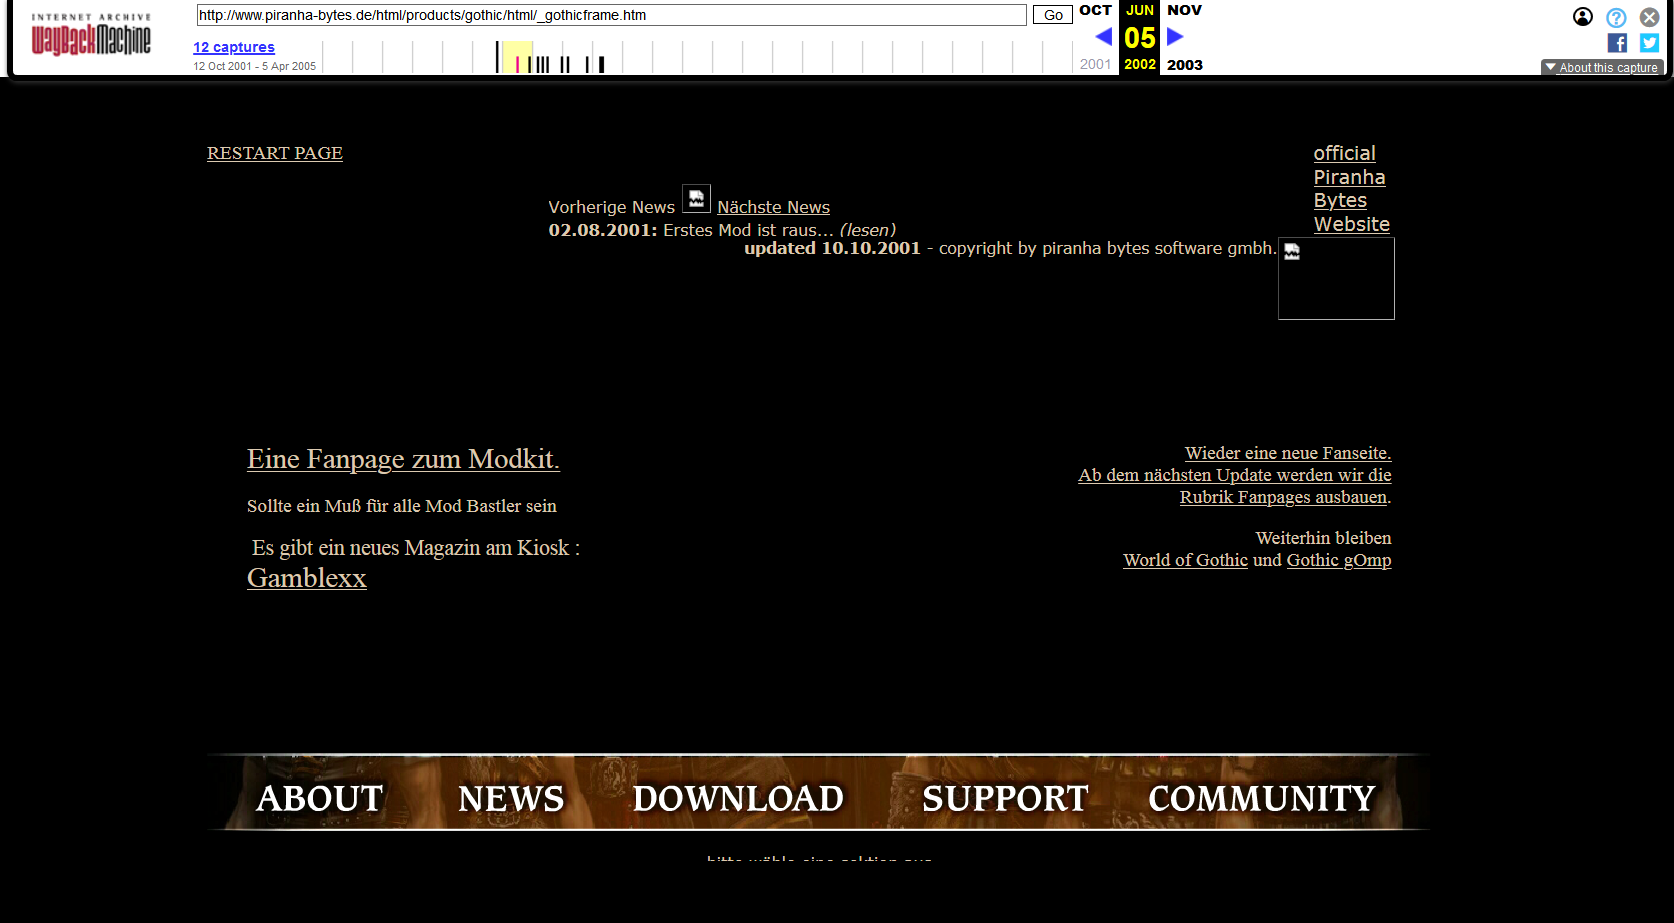 INTERNET ARCHIVE
WayBackMachine
http://www.piranha-bytes.de/html/products/gothic/html/_gothicframe.htm
Go
OCT JUN NOV
05
2001 2002 2003
12 captures
12 Oct 2001 - 5 Apr 2005
About this capture
RESTART PAGE
official
Piranha
Bytes
Website
Vorherige News Nächste News
02.08.2001: Erstes Mod ist raus... (lesen)
updated 10.10.2001 - copyright by piranha bytes software gmbh.
Eine Fanpage zum Modkit.
Sollte ein Muß für alle Mod Bastler sein
Es gibt ein neues Magazin am Kiosk :
Gamblexx
Wieder eine neue Fanseite.
Ab dem nächsten Update werden wir die
Rubrik Fanpages ausbauen.
Weiterhin bleiben
World of Gothic und Gothic gOmp
ABOUT NEWS DOWNLOAD SUPPORT COMMUNITY
bitte wähle eine sektion aus